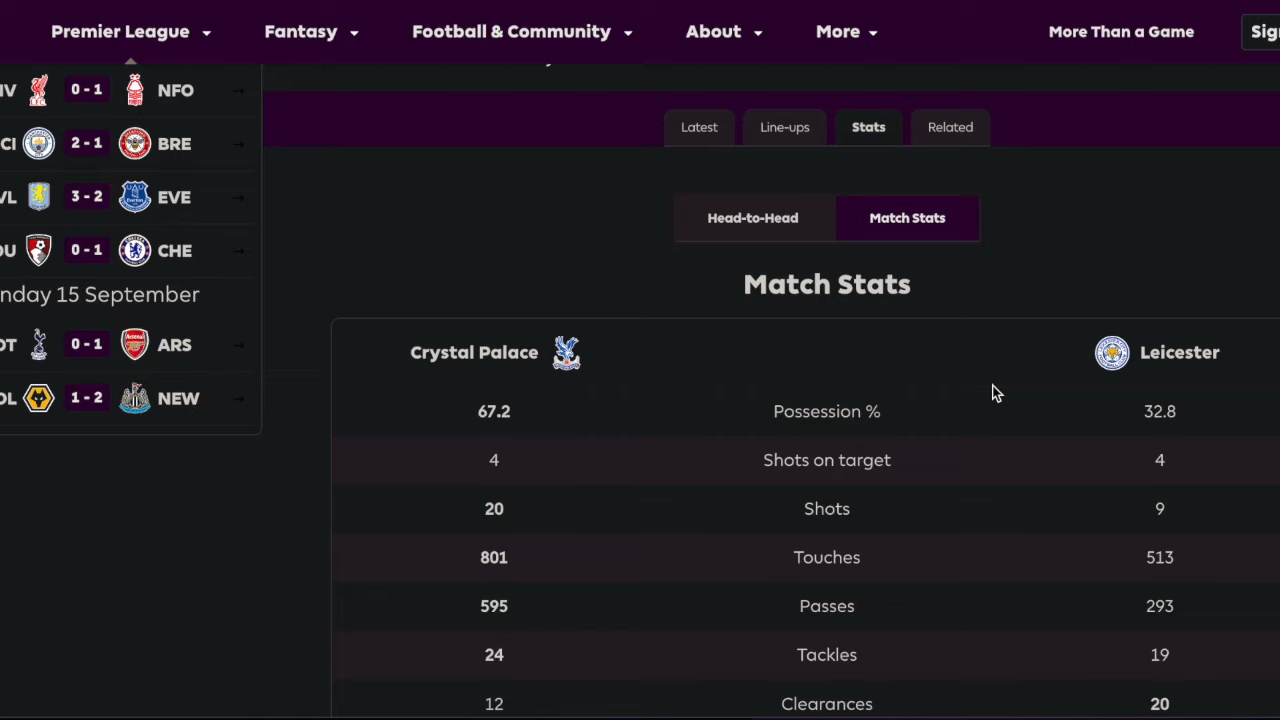 Premier League Fantasy Football & Community About More More Than a Game Sig
V 0 - 1 NFO
CI 2 - 1 BRE
VL 3 - 2 EVE
OU 0 - 1 CHE
nday 15 September
OT 0 - 1 ARS
OL 1 - 2 NEW
Latest Line-ups Stats Related
Head-to-Head Match Stats
Match Stats
Crystal Palace Leicester
67.2 Possession % 32.8
4 Shots on target 4
20 Shots 9
801 Touches 513
595 Passes 293
24 Tackles 19
12 Clearances 20